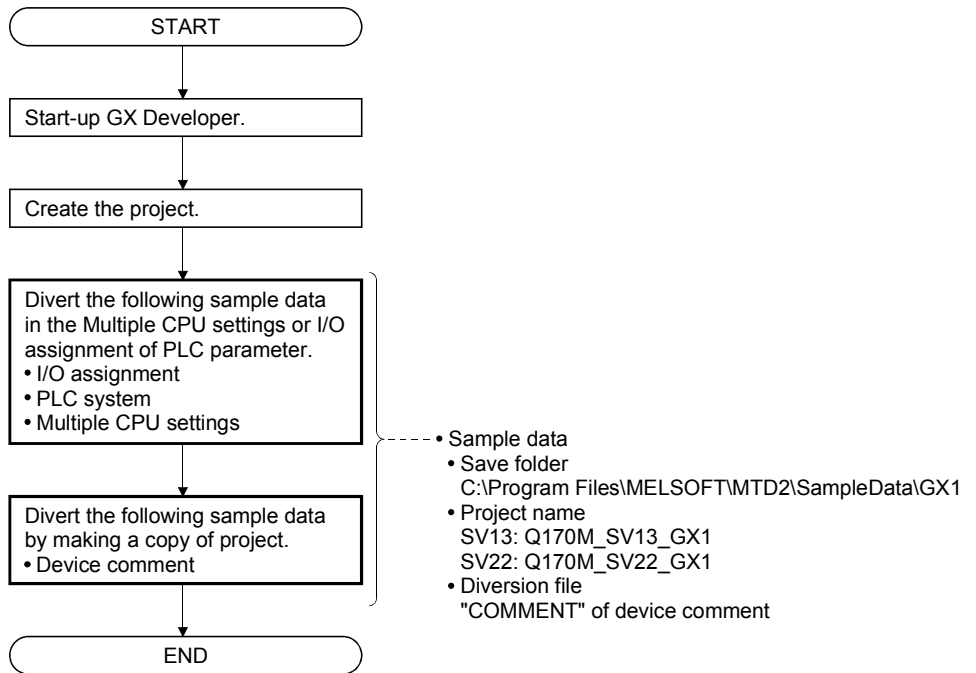 START
Start-up GX Developer.
Create the project.
Divert the following sample data
in the Multiple CPU settings or I/O
assignment of PLC parameter.
• I/O assignment
• PLC system
• Multiple CPU settings
Divert the following sample data
by making a copy of project.
• Device comment
END
• Sample data
• Save folder
C:\Program Files\MELSOFT\MTD2\SampleData\GX1
• Project name
SV13: Q170M_SV13_GX1
SV22: Q170M_SV22_GX1
• Diversion file
"COMMENT" of device comment